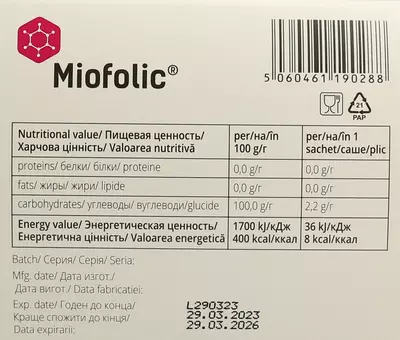 Miofolic®
5 060461 190288
21
PAP
Nutritional value/ Пищевая ценность/ per/на/în per/на/în 1
Харчова цінність/ Valoarea nutritivă 100 g/г sachet/саше/plic
proteins/ белки/ білки/ proteine 0,0 g/г 0,0 g/г
fats/ жиры/ жири/ lipide 0,0 g/г 0,0 g/г
carbohydrates/ углеводы/ вуглеводи/glucide 100,0 g/г 2,2 g/г
Energy value/ Энергетическая ценность/ 1700 kJ/кДж 36 kJ/кДж
Енергетична цінність/ Valoarea energetică 400 kcal/ккал 8 kcal/ккал
Batch/ Серия/ Серія/ Seria:
Mfg. date/ Дата изгот./
Дата вигот./ Data fabricatiei:
Exp. date/ Годен до конца/ L290323
Краще спожити до кінця/ 29.03.2023
Data expirarii: 29.03.2026